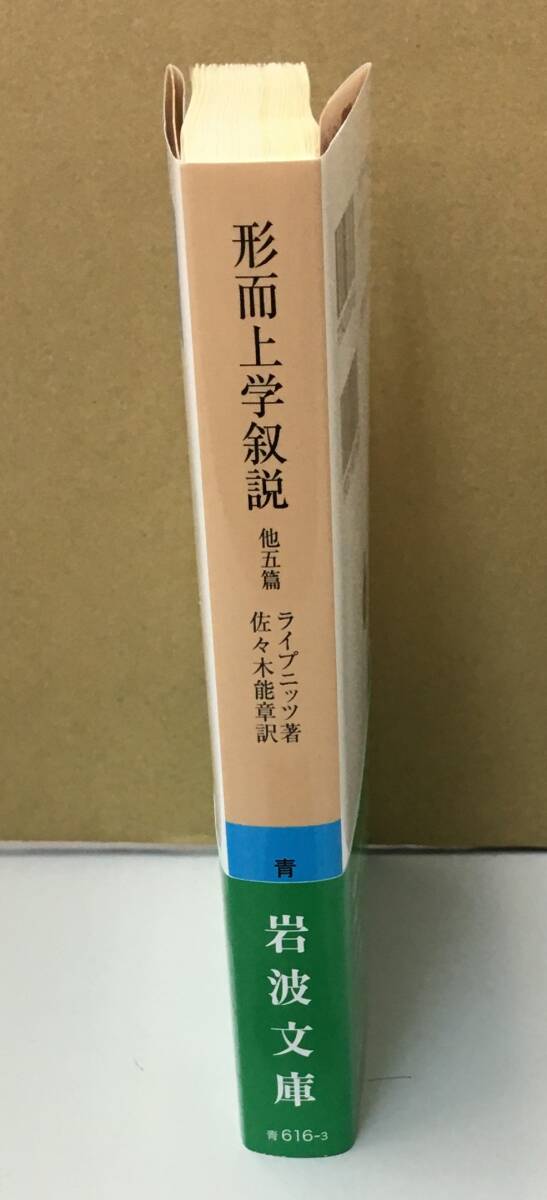 形而上学叙説
他五篇
ライプニッツ著
佐々木能章訳
青
岩波文庫
青616-3